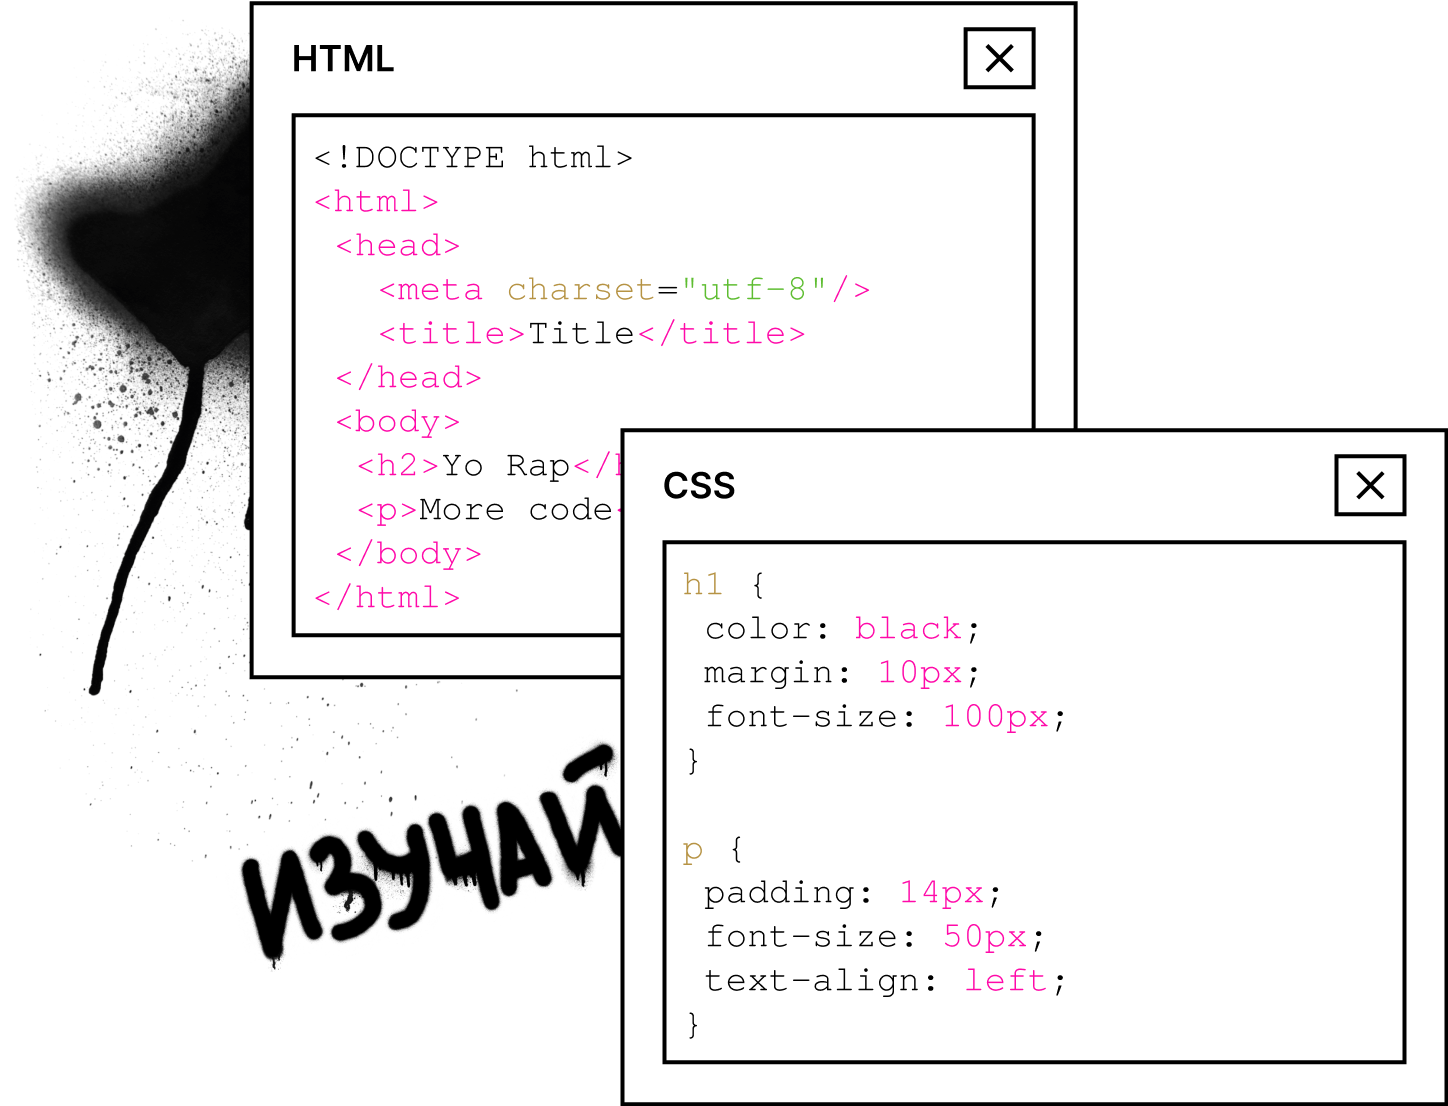 HTML
<!DOCTYPE html>
<html>
<head>
<meta charset="utf-8"/>
<title>Title</title>
</head>
<body>
<h2>Yo Rap</
<p>More code<
</body>
</html>
CSS
h1 {
color: black;
margin: 10px;
font-size: 100px;
}
p {
padding: 14px;
font-size: 50px;
text-align: left;
}
ИЗУЧАЙ